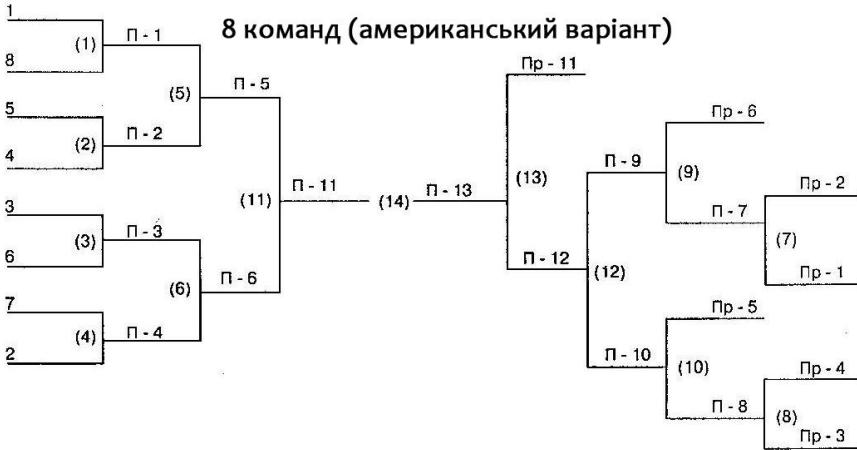 8 команд (американський варіант)
1
(1)
П - 1
8
(5)
П - 5
5
(2)
П - 2
4
(11)
П - 11
(14)
П - 13
3
(3)
П - 3
6
(6)
П - 6
7
(4)
П - 4
2
Пр - 11
(13)
П - 12
(12)
П - 9
Пр - 6
(9)
П - 7
Пр - 2
(7)
Пр - 1
П - 10
Пр - 5
(10)
П - 8
Пр - 4
(8)
Пр - 3